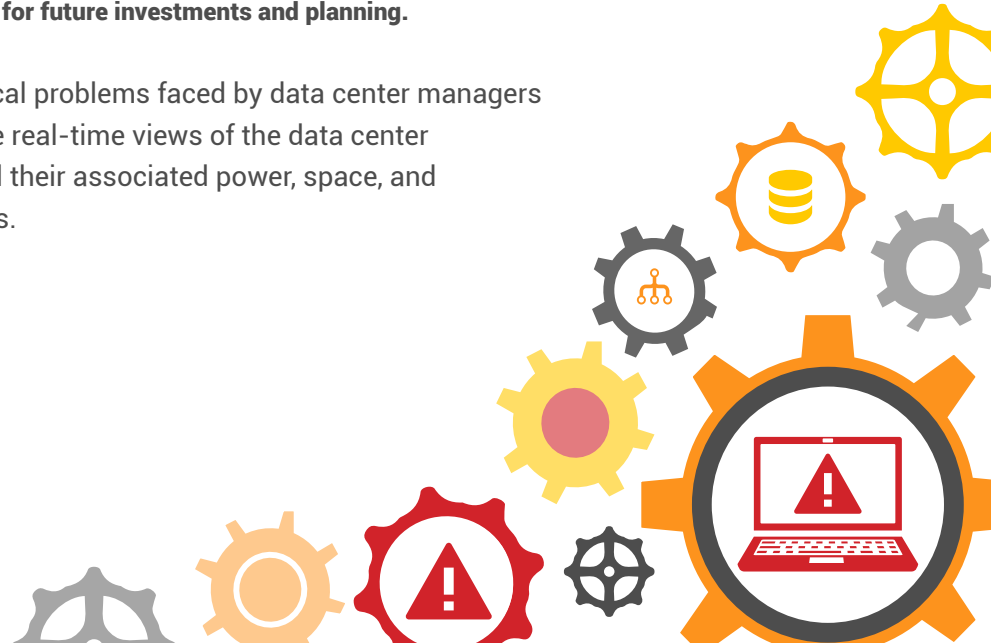 for future investments and planning.
cal problems faced by data center managers
e real-time views of the data center
l their associated power, space, and
s.